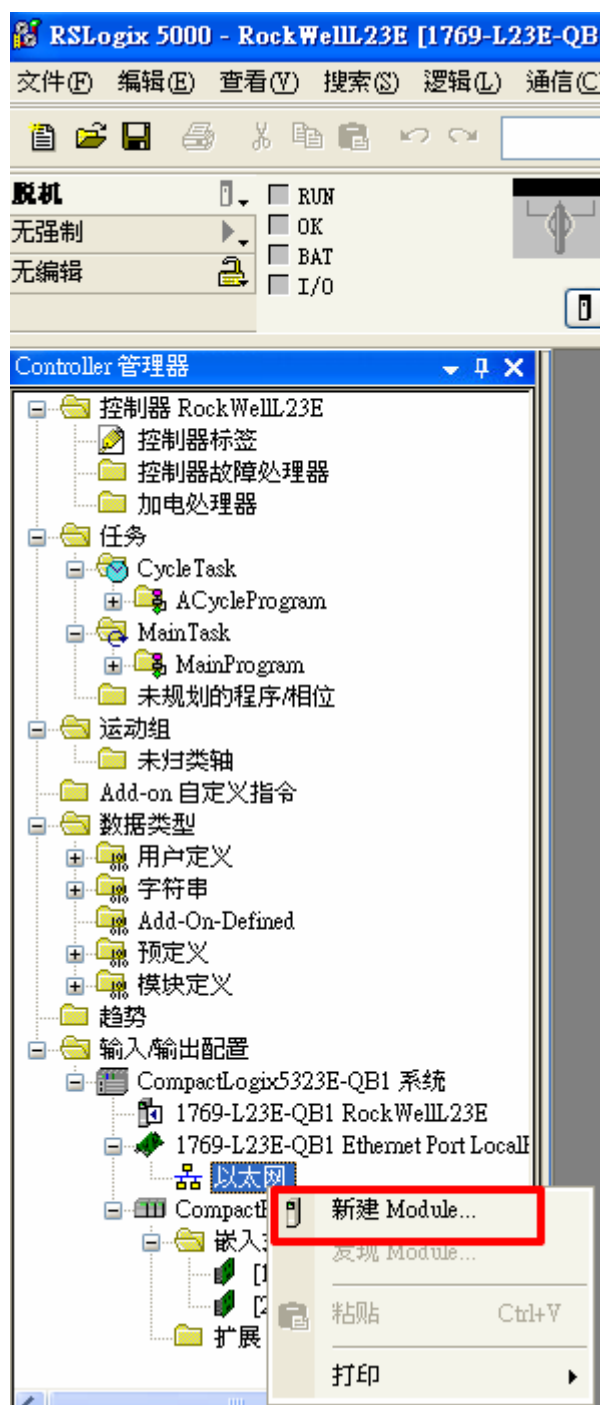 RSLogix 5000 - RockWellL23E [1769-L23E-QB
文件(F) 编辑(E) 查看(V) 搜索(S) 逻辑(L) 通信(C)
脱机
RUN
无强制
OK
BAT
无编辑
I/O
Controller 管理器
控制器 RockWellL23E
控制器标签
控制器故障处理器
加电处理器
任务
CycleTask
ACycleProgram
MainTask
MainProgram
未规划的程序/相位
运动组
未归类轴
Add-on 自定义指令
数据类型
用户定义
字符串
Add-On-Defined
预定义
模块定义
趋势
输入/输出配置
CompactLogix5323E-QB1 系统
1769-L23E-QB1 RockWellL23E
1769-L23E-QB1 Ethernet Port Local
以太网
新建 Module...
Compact
嵌入
发现 Module...
[1
[2
粘贴 Ctrl+V
扩展
打印